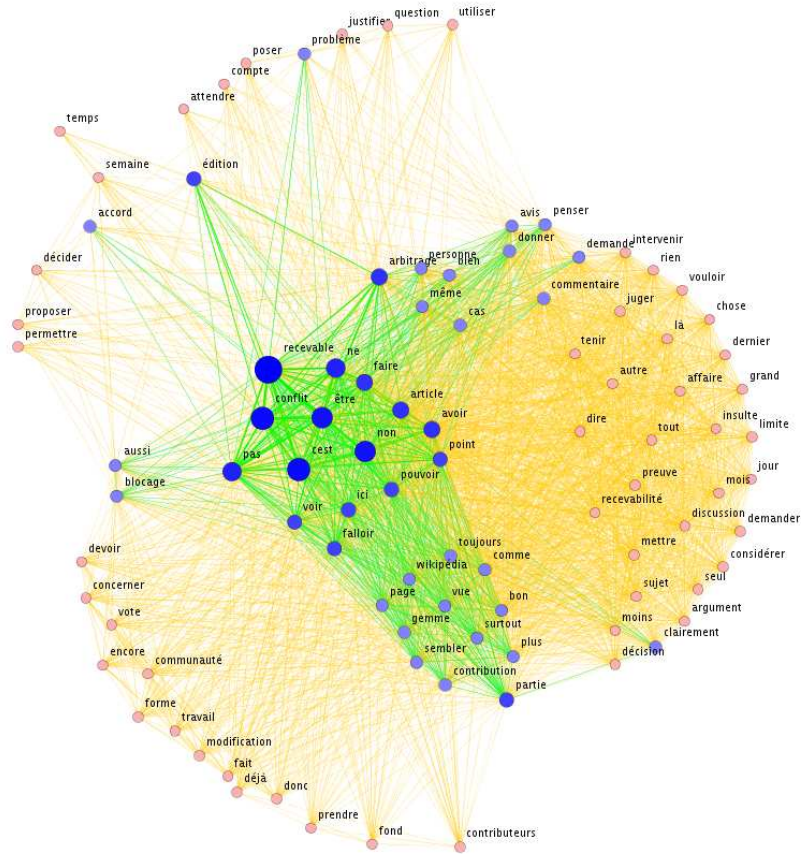 utiliser
question
justifier
problème
poser
compte
attendre
temps
semaine
édition
accord
avis
penser
donner
demande
intervenir
personne
bien
arbitrage
rien
décider
même
commentaire
vouloir
juger
chose
cas
proposer
permettre
recevable
ne
tenir
là
dernier
faire
autre
affaire
grand
conflit
être
article
avoir
dire
insulte
limite
non
tout
aussi
pas
cest
point
blocage
pouvoir
preuve
mois
jour
voir
ici
recevabilité
discussion
demander
falloir
toujours
comme
mettre
considérer
devoir
wikipédia
concerner
page
vue
bon
sujet
seul
vote
gemme
surtout
moins
argument
clairement
encore
communauté
sembler
plus
décision
contribution
partie
forme
travail
modification
fait
déjà
donc
prendre
fond
contributeurs